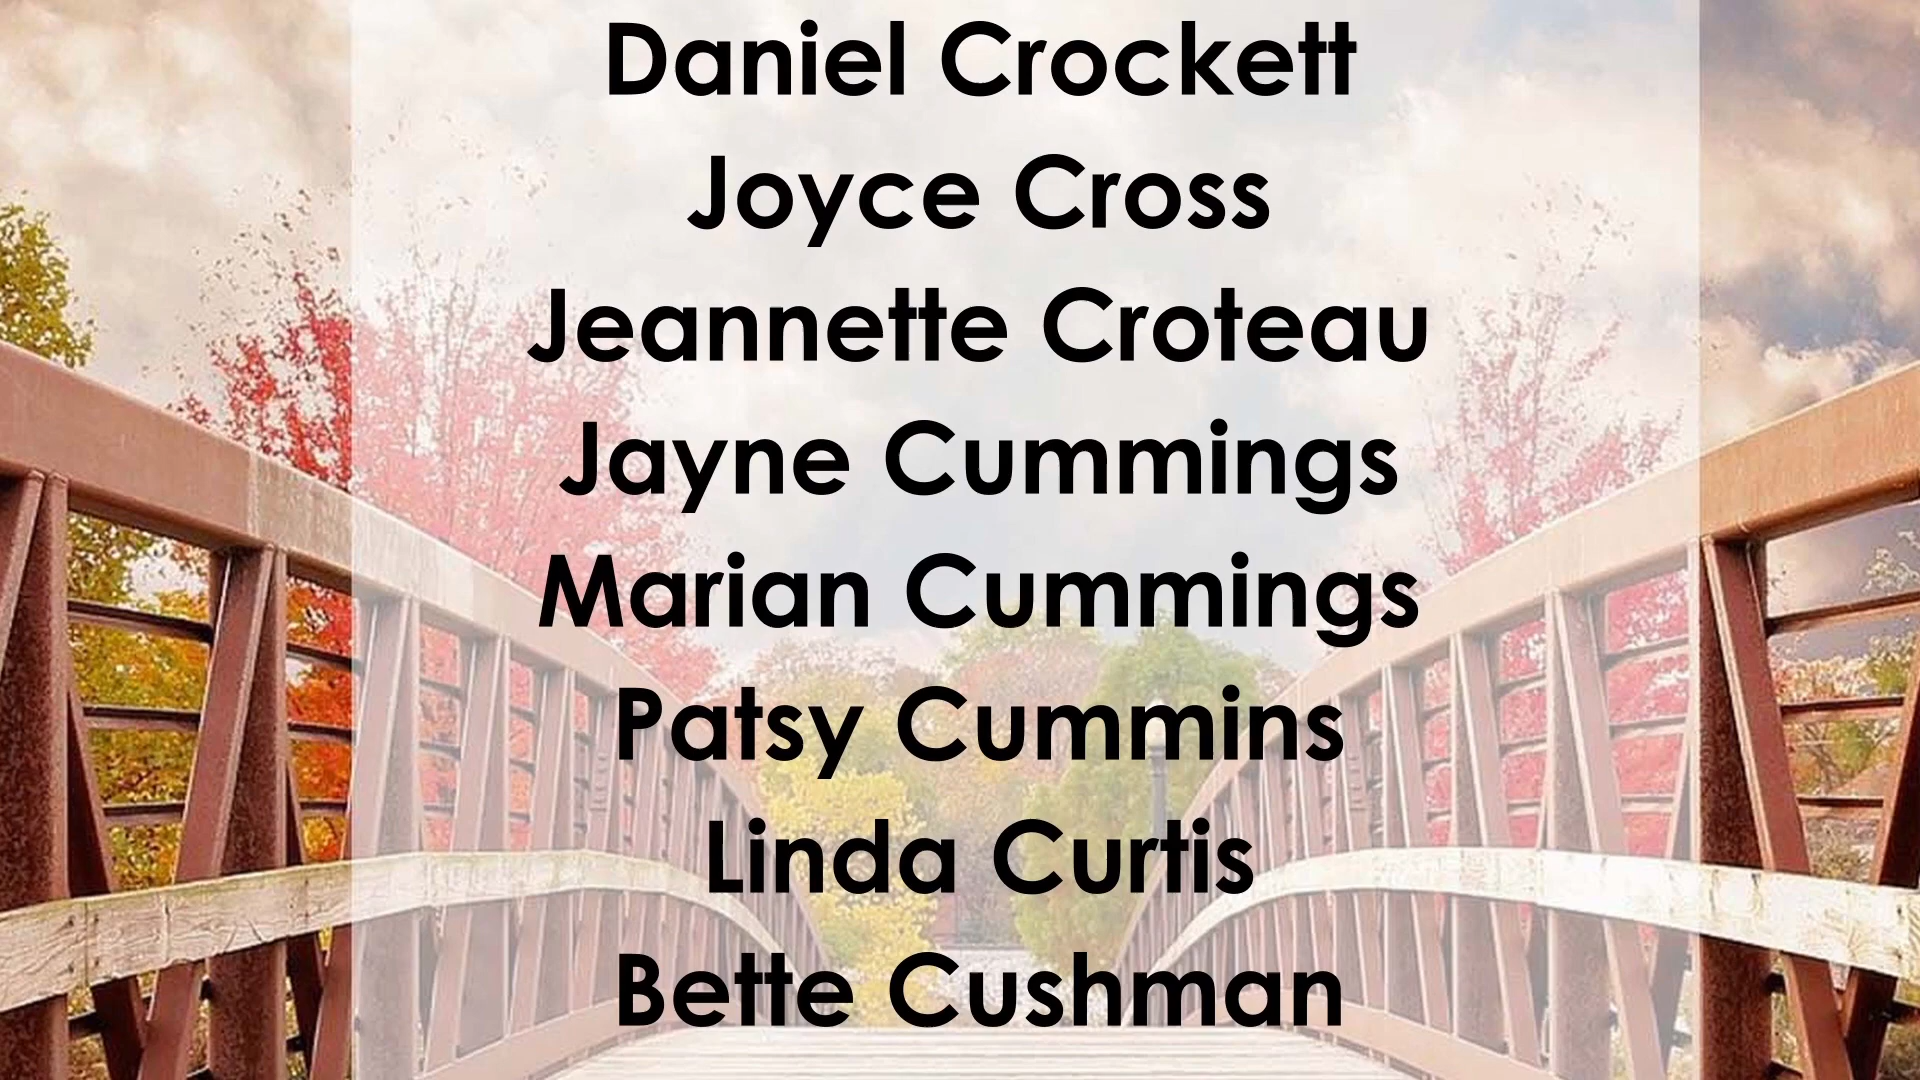 Daniel Crockett
Joyce Cross
Jeannette Croteau
Jayne Cummings
Marian Cummings
Patsy Cummins
Linda Curtis
Bette Cushman